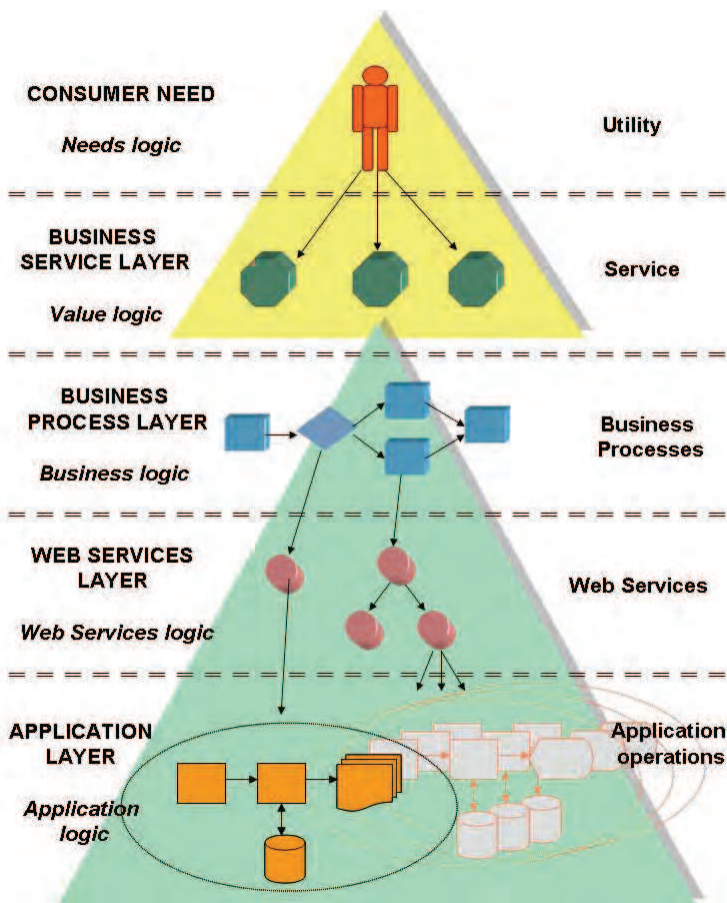 CONSUMER NEED
Needs logic
Utility
BUSINESS
SERVICE LAYER
Value logic
Service
BUSINESS
PROCESS LAYER
Business logic
Business
Processes
WEB SERVICES
LAYER
Web Services logic
Web Services
APPLICATION
LAYER
Application
logic
Application
operations